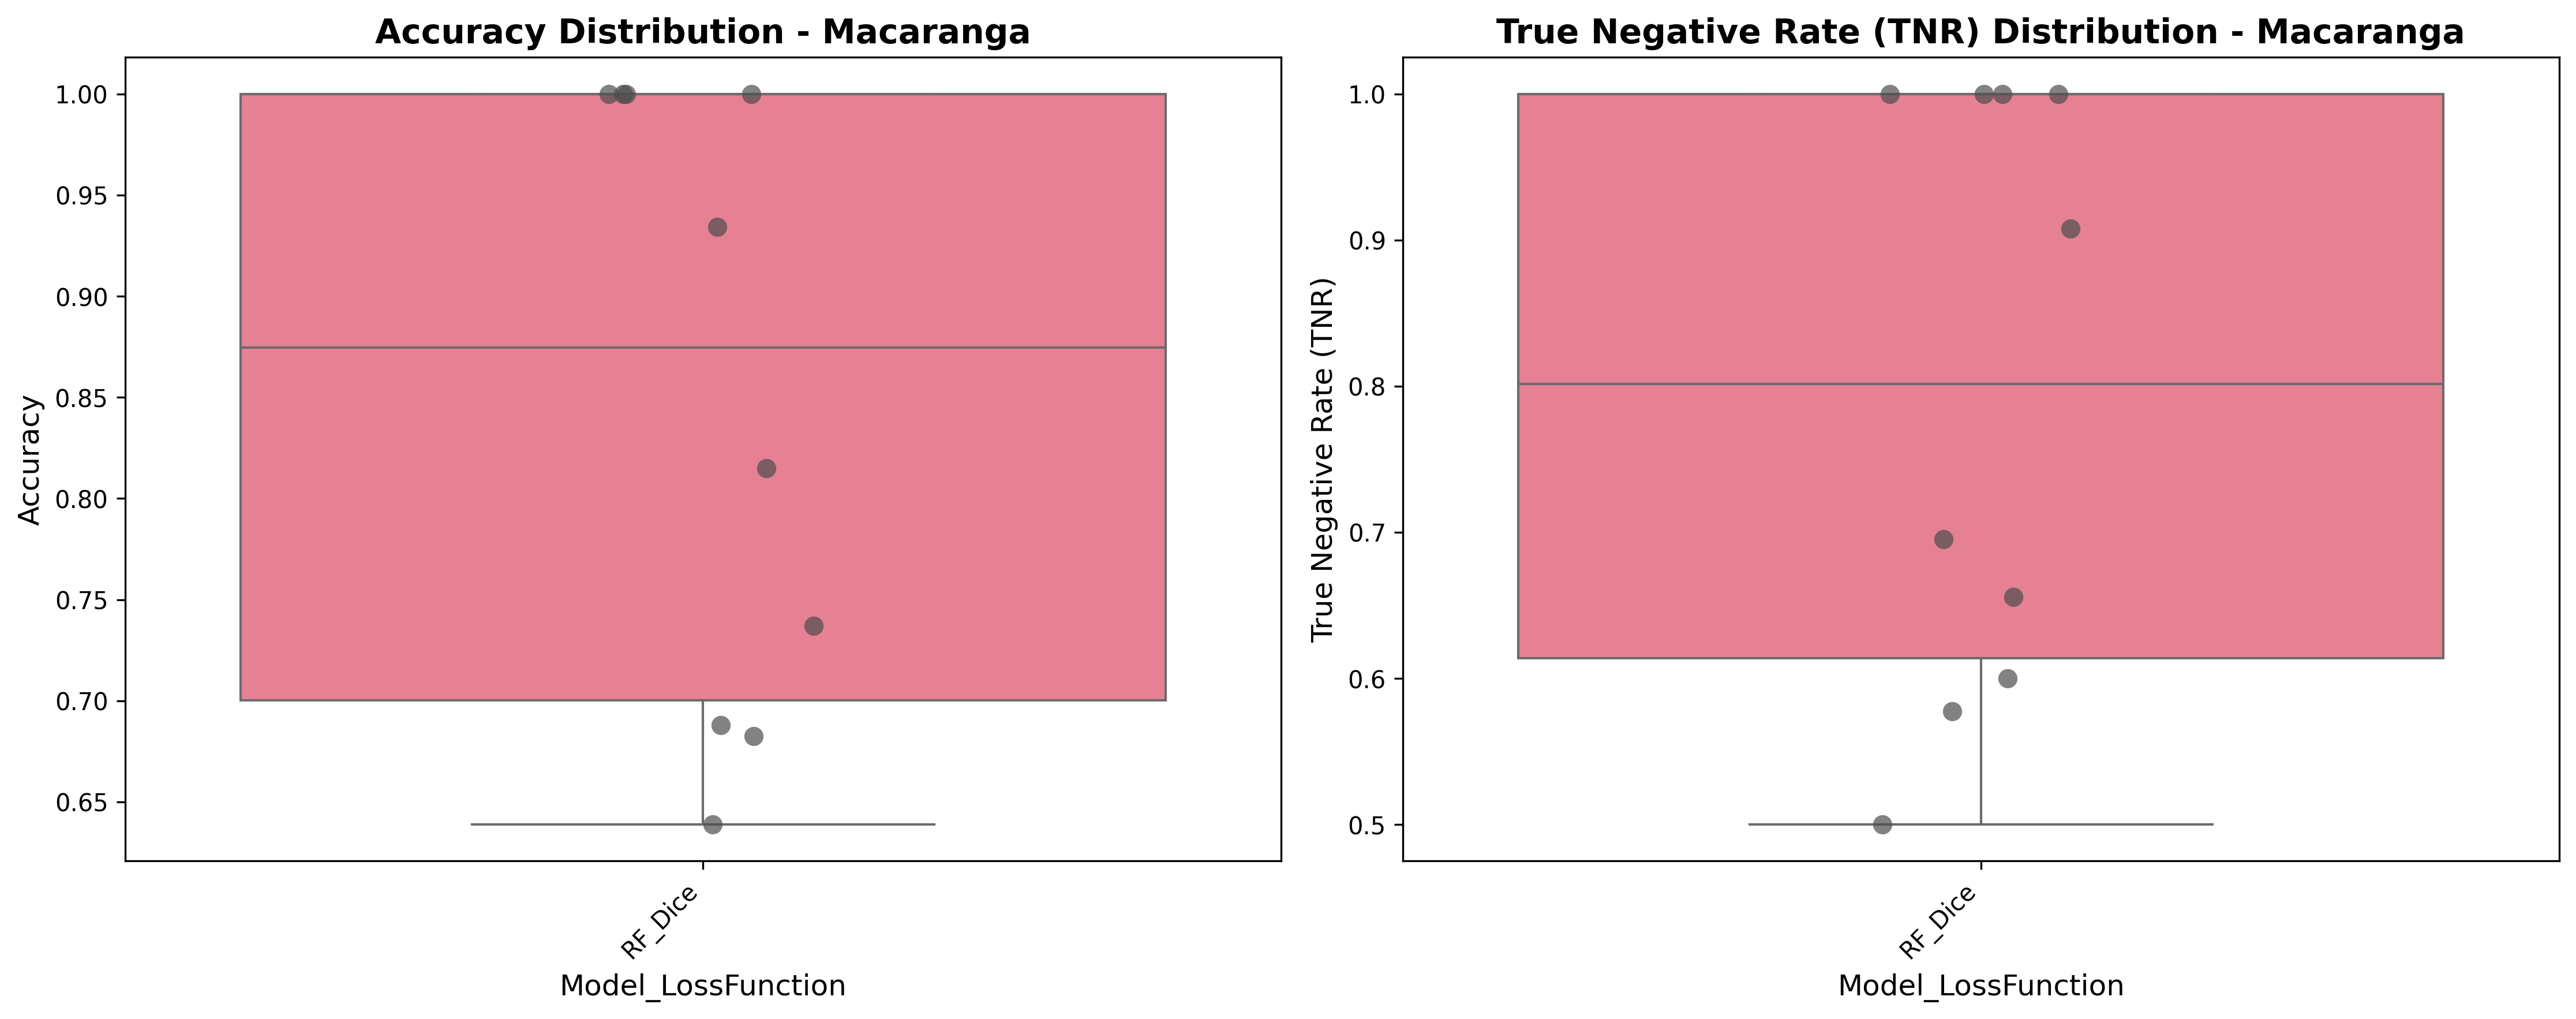 Accuracy Distribution - Macaranga
Accuracy
1.00
0.95
0.90
0.85
0.80
0.75
0.70
0.65
RF_Dice
Model_LossFunction
True Negative Rate (TNR) Distribution - Macaranga
True Negative Rate (TNR)
1.0
0.9
0.8
0.7
0.6
0.5
RF_Dice
Model_LossFunction